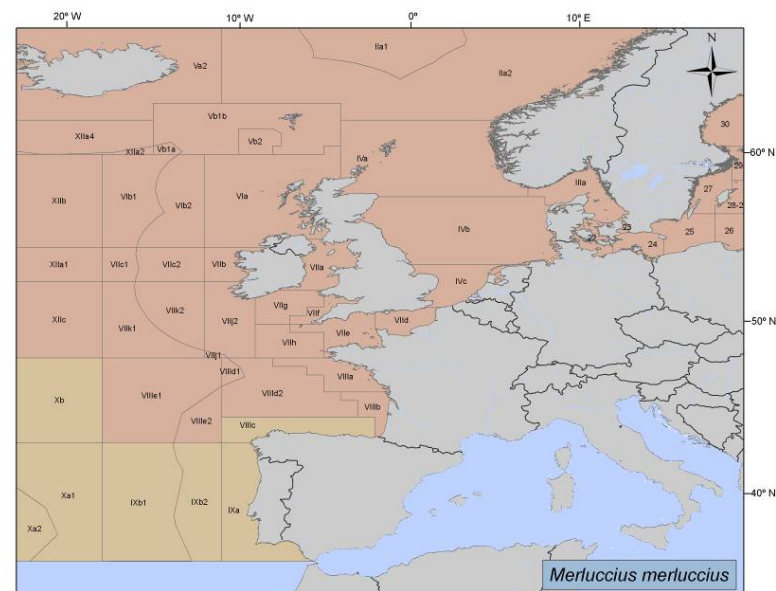 20° W 10° W 0° 10° E
N
IIa1
Va2
IIa2
Vb1b
30
XIIa4
Vb2
Vb1a
XIIa2
60° N
IVa
29
IIIa
27
28-2
XIIb VIb1 VIb2 VIa
IVb
25 26
23
22
24
XIIa1 VIIc1 VIIc2 VIIb VIIa
IVc
VIIg
VIIf
XIIc VIIk1 VIIk2 VIIj2
VIId
50° N
VIIe
VIIh
VIIj1
VIIId1
VIIIa
Xb VIIIe1 VIIId2
VIIIb
VIIIe2 VIIIc
Xa1 IXb1 IXb2
40° N
IXa
Xa2
Merluccius merluccius